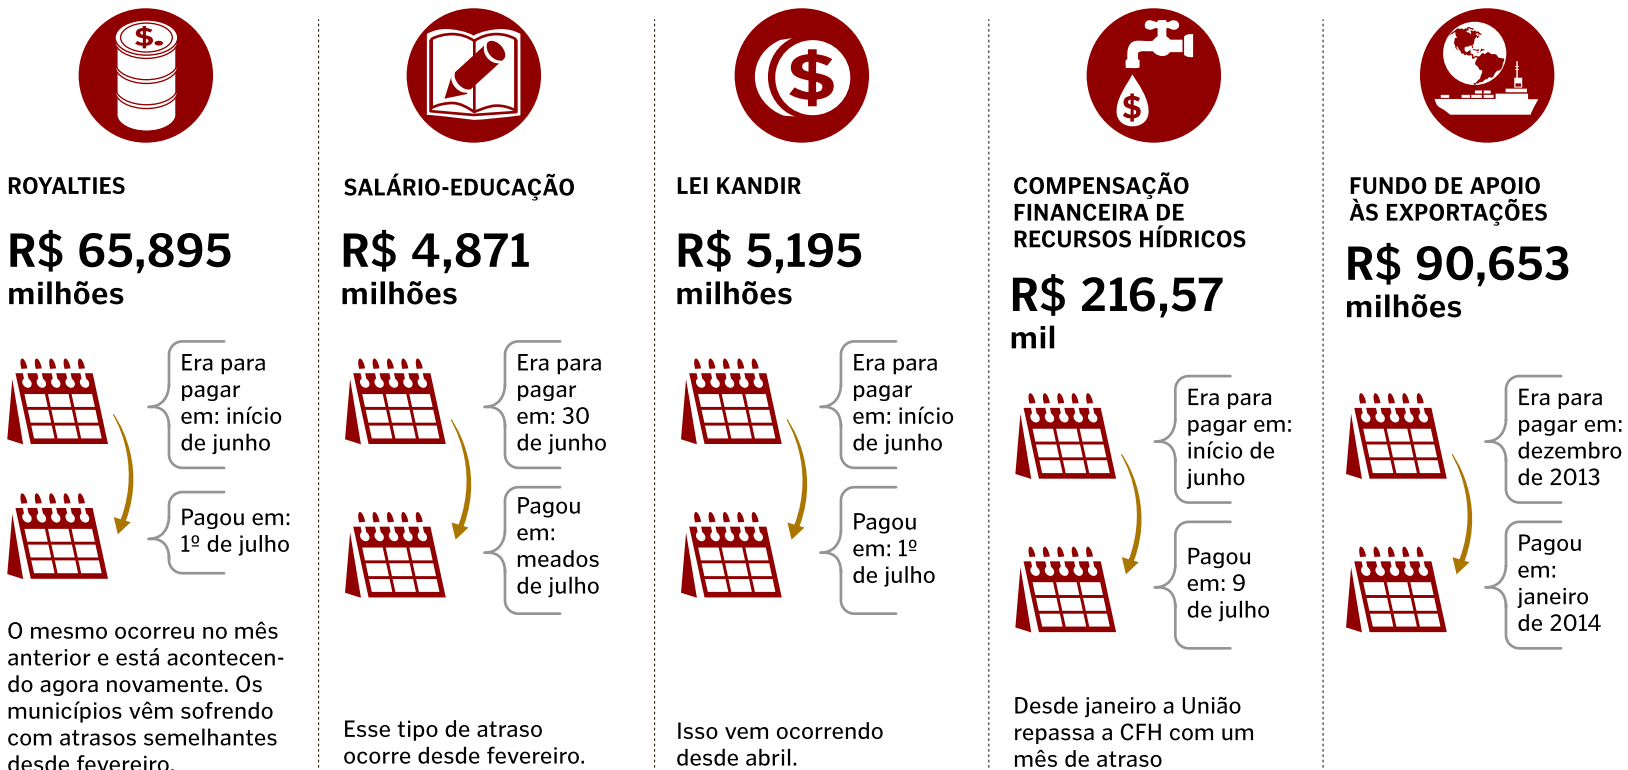 $.
ROYALTIES
R$ 65,895
milhões
Era para
pagar
em: início
de junho
Pagou em:
1º de julho
O mesmo ocorreu no mês
anterior e está acontecen-
do agora novamente. Os
municípios vêm sofrendo
com atrasos semelhantes
desde fevereiro.
SALÁRIO-EDUCAÇÃO
R$ 4,871
milhões
Era para
pagar
em: 30
de junho
Pagou
em:
meados
de julho
Esse tipo de atraso
ocorre desde fevereiro.
$
LEI KANDIR
R$ 5,195
milhões
Era para
pagar
em: início
de junho
Pagou
em: 1º
de julho
Isso vem ocorrendo
desde abril.
$
COMPENSAÇÃO
FINANCEIRA DE
RECURSOS HÍDRICOS
R$ 216,57
mil
Era para
pagar em:
início de
junho
Pagou
em: 9
de julho
Desde janeiro a União
repassa a CFH com um
mês de atraso
FUNDO DE APOIO
ÀS EXPORTAÇÕES
R$ 90,653
milhões
Era para
pagar em:
dezembro
de 2013
Pagou
em:
janeiro
de 2014